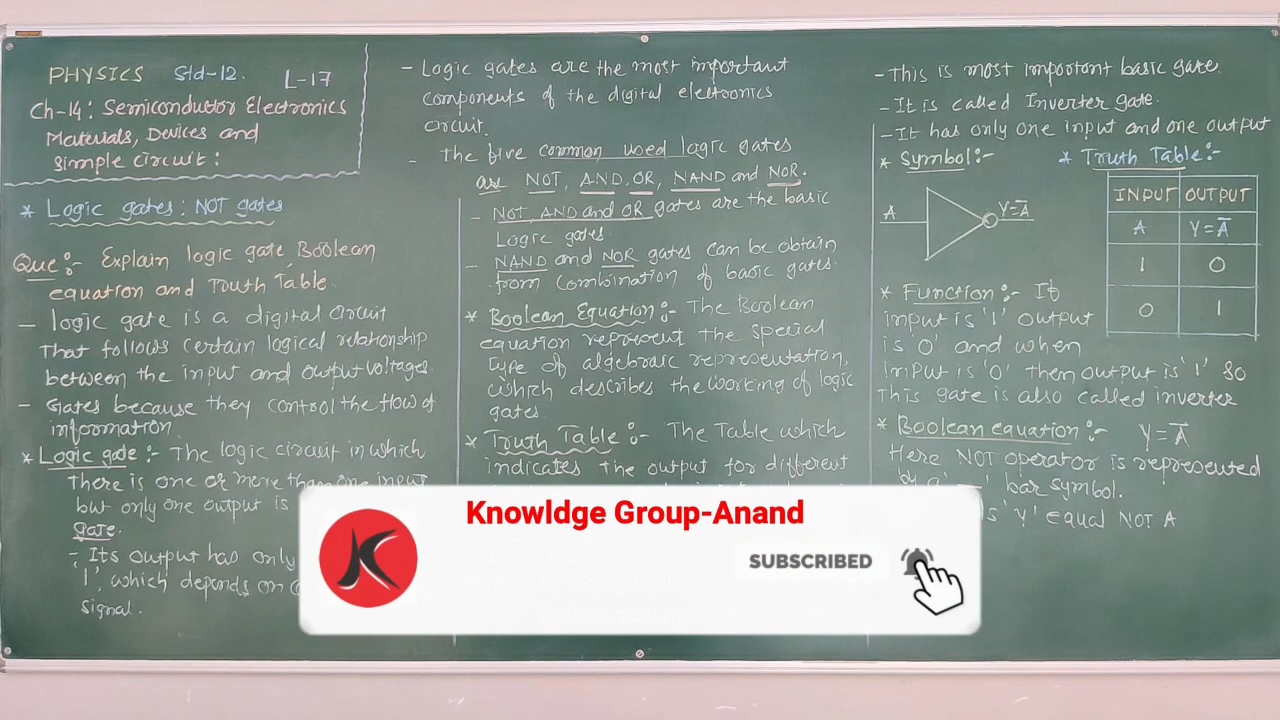 PHYSICS Std-12. L-17
Ch-14: Semiconductor Electronics
Materials, Devices and
Simple circuit:
* Logic gates: NOT gates
Que:- Explain logic gate, Boolean
equation and Truth Table.
- logic gate is a digital circuit
That follows certain logical relationship
between the input and output voltages.
- Gates because they control the flow of
information.
* Logic gate:- The logic circuit in which
There is one or more than one input
but only one output is
gate.
- Its output has only
1', which depends on
signal.
- Logic gates are the most important
components of the digital electronics
circuit.
- The five common used logic gates
are NOT, AND, OR, NAND and NOR.
- NOT, AND and OR gates are the basic
Logic gates.
- NAND and NOR gates can be obtain
from combination of basic gates.
* Boolean Equation:- The Boolean
equation represent the special
type of algebraic representation,
which describes the working of logic
gates.
* Truth Table:- The Table which
indicates the output for different
- This is most important basic gate.
- It is called Inverter gate.
- It has only one input and one output
* Symbol:-
A Y=A̅
* Truth Table:-
INPUT OUTPUT
A Y=A̅
1 0
0 1
* Function:- If
input is '1' output
is '0' and when
input is '0' then output is '1' so
This gate is also called inverter
* Boolean equation:- Y=A̅
Here NOT operator is represented
by a '—' bar symbol.
is 'Y' equal NOT A
Knowldge Group-Anand
SUBSCRIBED